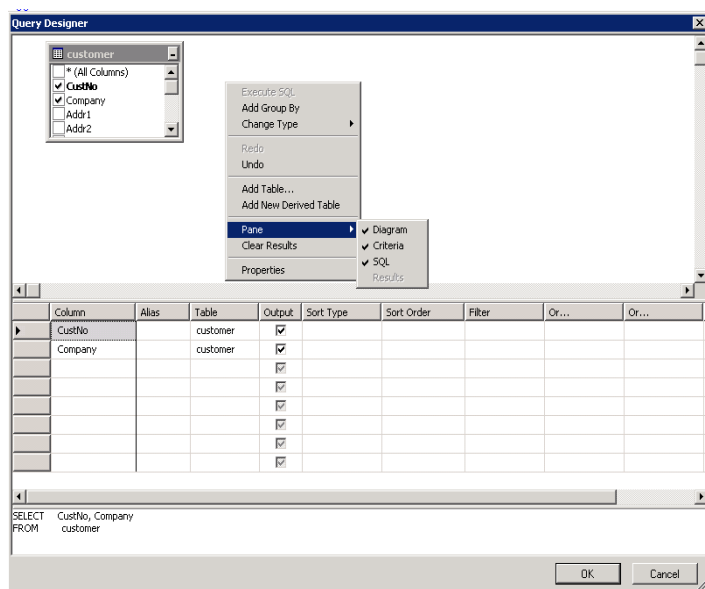 Query Designer
customer
* (All Columns)
CustNo
Company
Addr1
Addr2
Execute SQL
Add Group By
Change Type
Redo
Undo
Add Table...
Add New Derived Table
Pane
Clear Results
Properties
Diagram
Criteria
SQL
Results
Column Alias Table Output Sort Type Sort Order Filter Or... Or...
CustNo customer
Company customer
SELECT CustNo, Company
FROM customer
OK Cancel